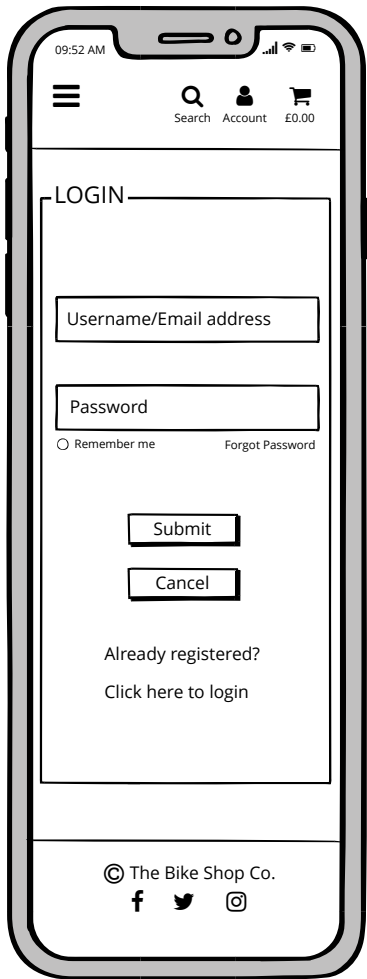 09:52 AM
Search Account £0.00
LOGIN
Username/Email address
Password
Remember me Forgot Password
Submit
Cancel
Already registered?
Click here to login
© The Bike Shop Co.